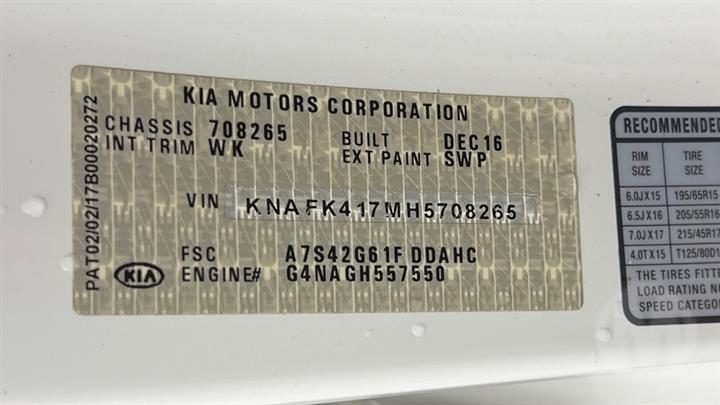 PAT02/02/17B00020272
KIA MOTORS CORPORATION
CHASSIS 708265 BUILT DEC16
INT TRIM WK EXT PAINT SWP
VIN KNAFK417MH5708265
FSC A7S42G61F DDAHC
KIA ENGINE# G4NAGH557550
RECOMMENDED
RIM SIZE TIRE SIZE
6.0JX15 195/65R15
6.5JX16 205/55R16
7.0JX17 215/45R17
4.0TX15 T125/80D1
. THE TIRES FITT
LOAD RATING NO
SPEED CATEGO